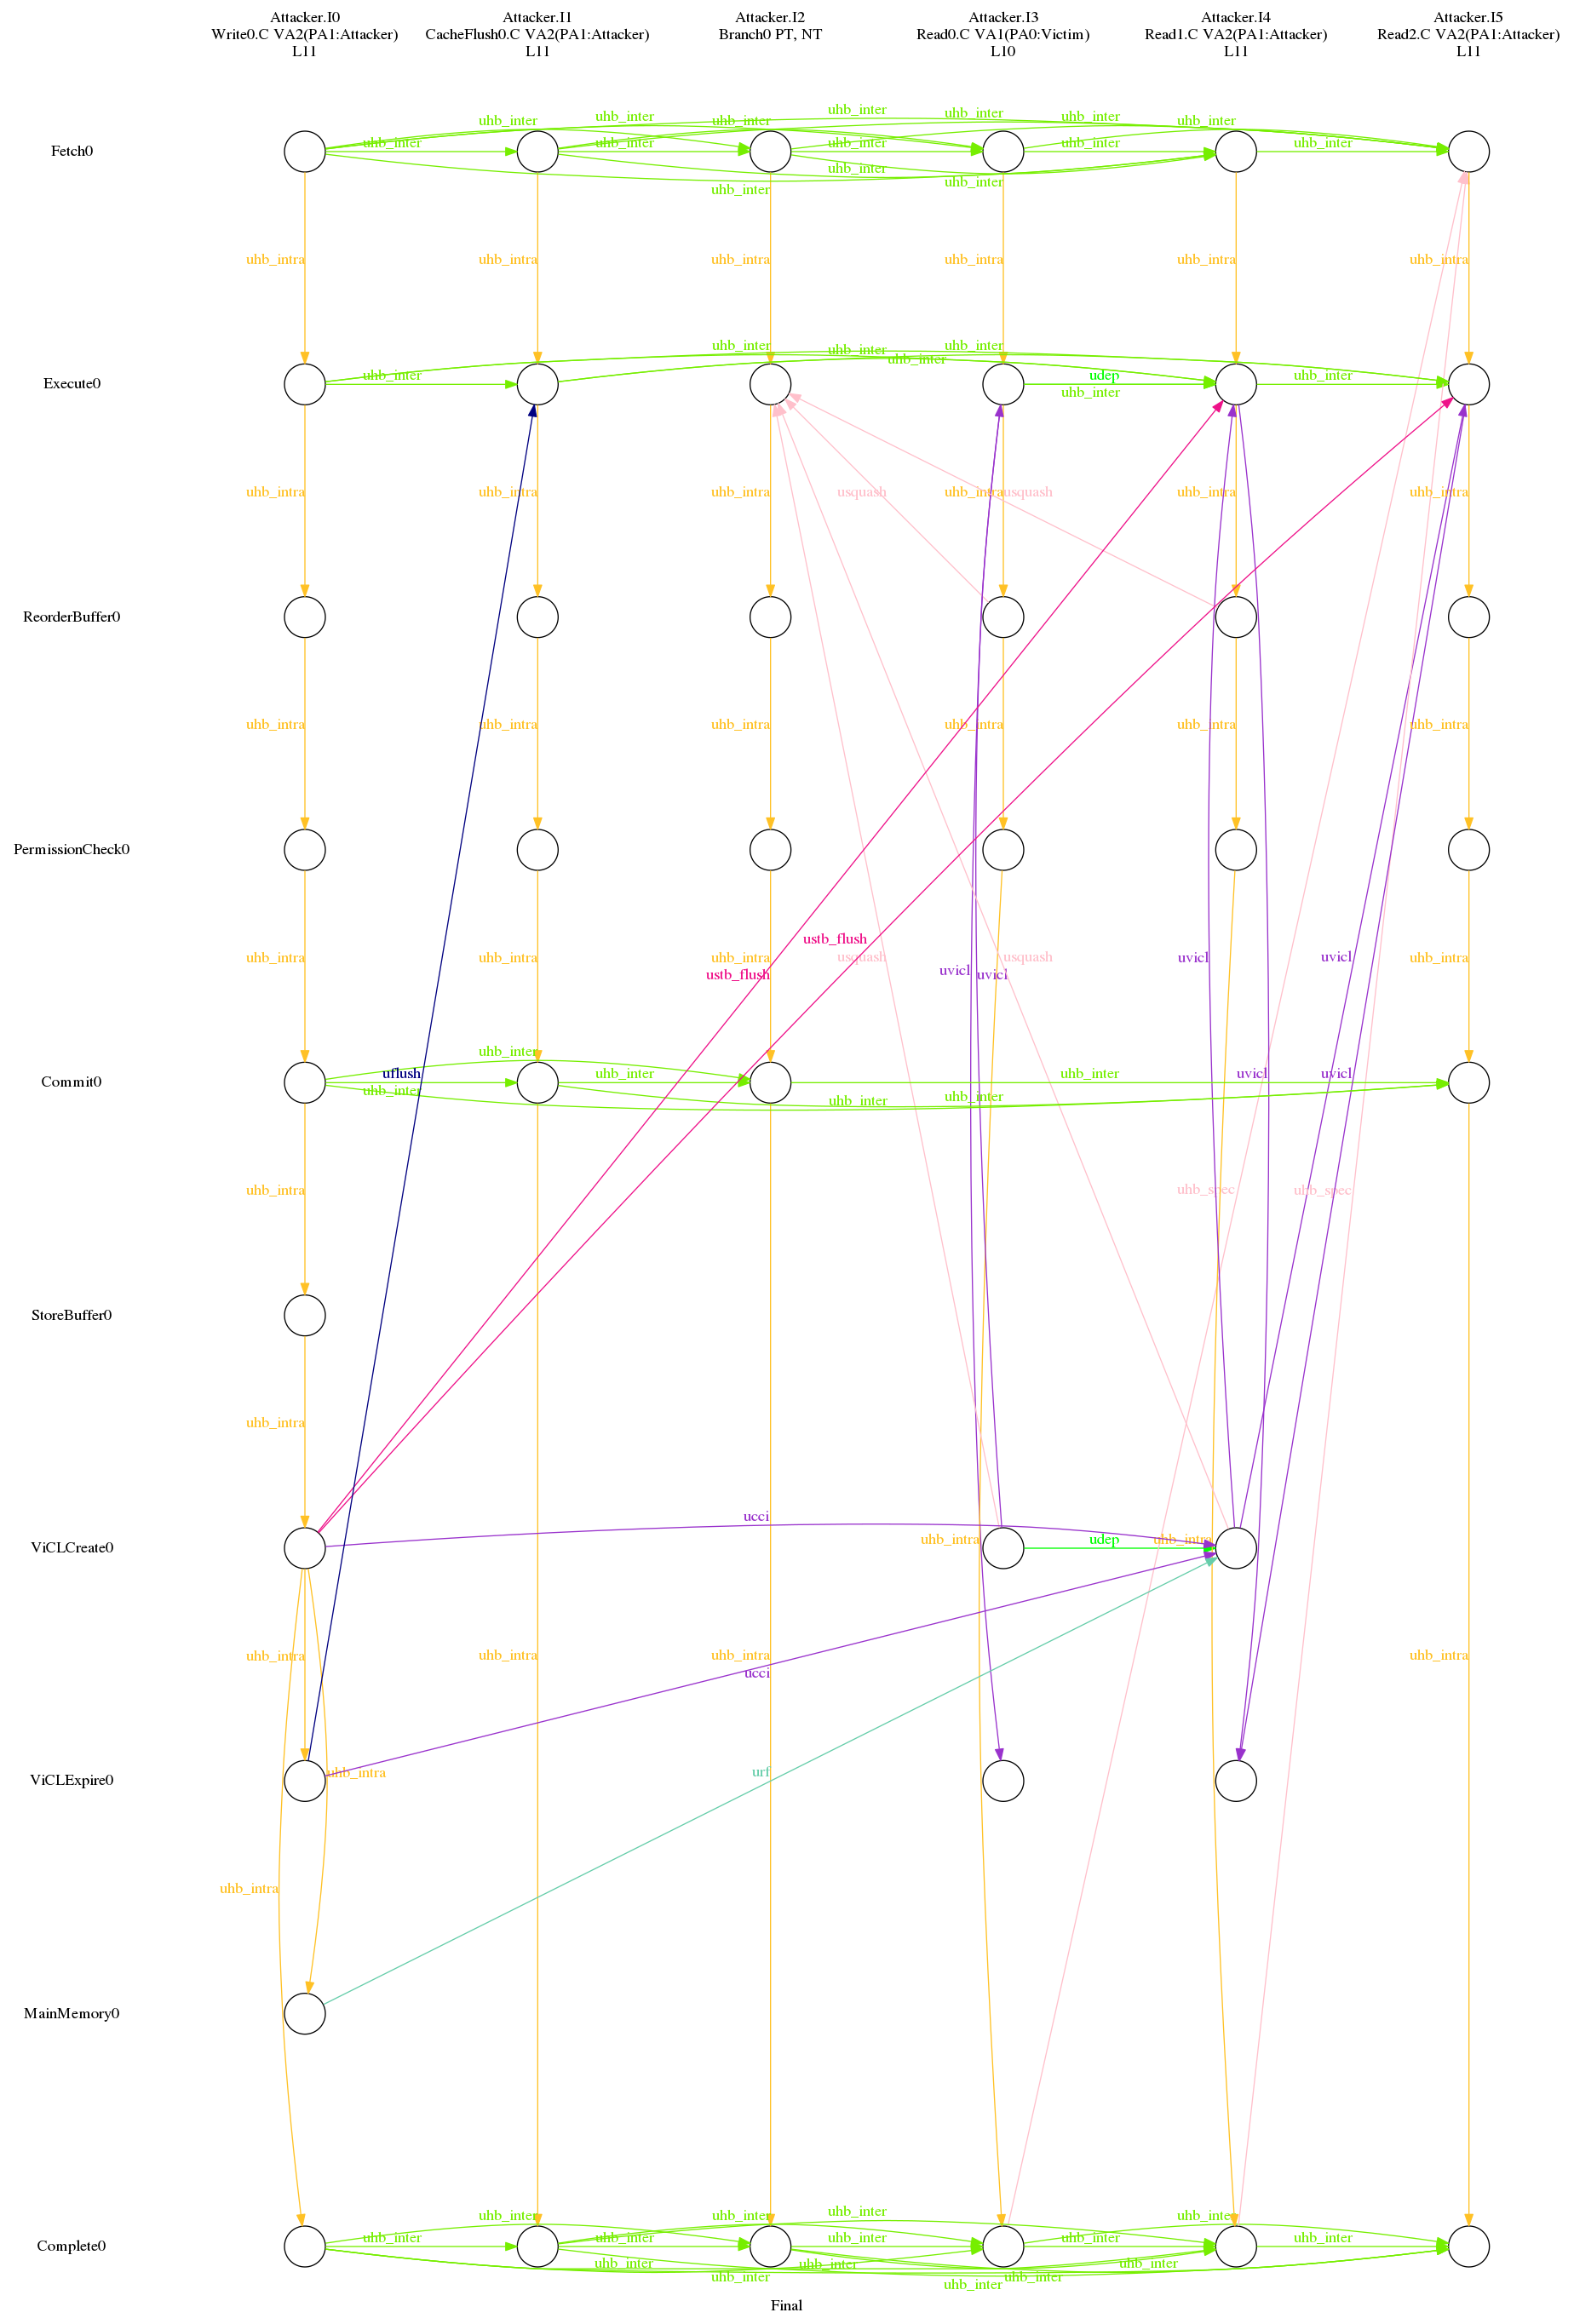 Attacker.I0
Write0.C VA2(PA1:Attacker)
L11
Attacker.I1
CacheFlush0.C VA2(PA1:Attacker)
L11
Attacker.I2
Branch0 PT, NT
Attacker.I3
Read0.C VA1(PA0:Victim)
L10
Attacker.I4
Read1.C VA2(PA1:Attacker)
L11
Attacker.I5
Read2.C VA2(PA1:Attacker)
L11
uhb_inter
uhb_inter uhb_inter uhb_inter
uhb_inter uhb_inter uhb_inter uhb_inter
Fetch0
uhb_inter uhb_inter uhb_inter uhb_inter uhb_inter
uhb_inter
uhb_inter uhb_inter
uhb_intra uhb_intra uhb_intra uhb_intra uhb_intra uhb_intra
uhb_inter uhb_inter uhb_inter
uhb_inter
Execute0
uhb_inter udep uhb_inter
uhb_inter
uhb_intra uhb_intra uhb_intra usquash uhb_intra usquash uhb_intra uhb_intra
ReorderBuffer0
uhb_intra uhb_intra uhb_intra uhb_intra uhb_intra uhb_intra
PermissionCheck0
ustb_flush
uhb_intra uhb_intra uhb_intra usquash usquash uvicl uvicl uhb_intra
ustb_flush uvicl uvicl
uhb_inter
Commit0
uflush uhb_inter uhb_inter uvicl uvicl
uhb_inter uhb_inter uhb_inter
uhb_intra uhb_spec uhb_spec
StoreBuffer0
uhb_intra
ucci
ViCLCreate0
uhb_intra udep uhb_intra
uhb_intra uhb_intra uhb_intra uhb_intra
ucci
ViCLExpire0
uhb_intra urf
uhb_intra
MainMemory0
uhb_inter uhb_inter uhb_inter uhb_inter
Complete0
uhb_inter uhb_inter uhb_inter uhb_inter uhb_inter
uhb_inter uhb_inter uhb_inter
uhb_inter uhb_inter uhb_inter
Final